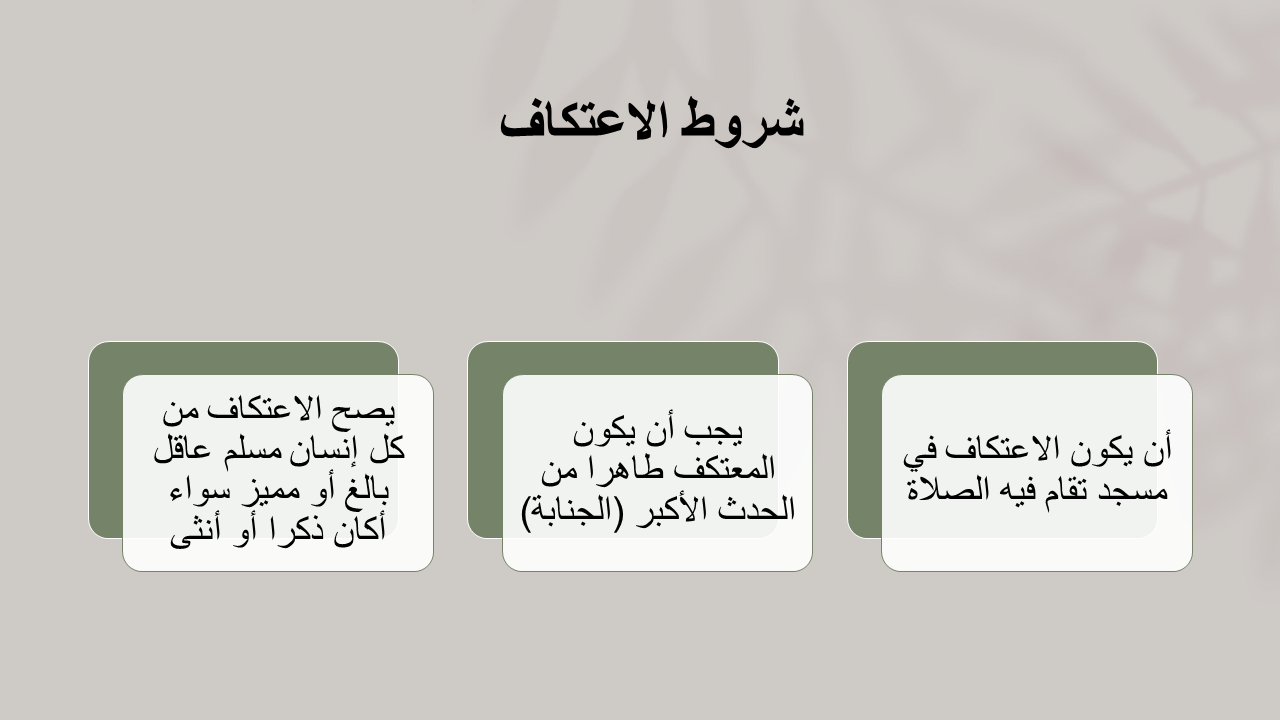 شروط الاعتكاف
أن يكون الاعتكاف في
مسجد تقام فيه الصلاة
يجب أن يكون
المعتكف طاهرا من
الحدث الأكبر (الجنابة)
يصح الاعتكاف من
كل إنسان مسلم عاقل
بالغ أو مميز سواء
أكان ذكرا أو أنثى